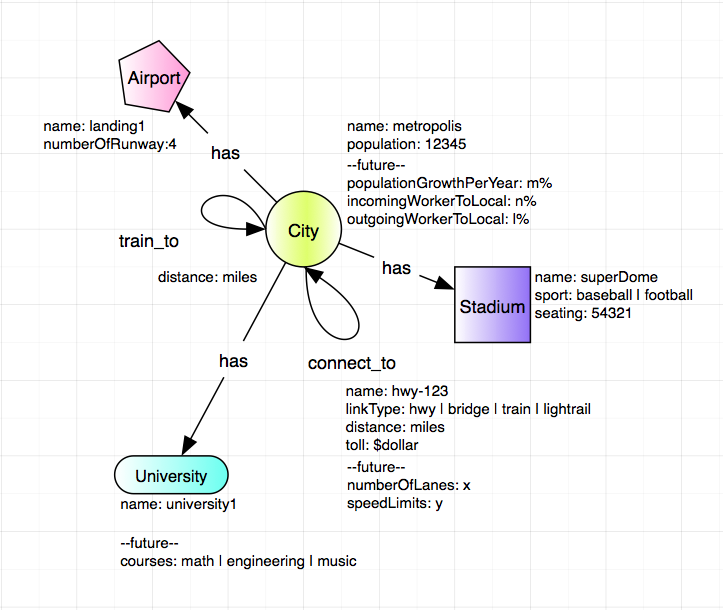 Airport
name: landing1
numberOfRunway:4
has
name: metropolis
population: 12345
--future--
populationGrowthPerYear: m%
incomingWorkerToLocal: n%
outgoingWorkerToLocal: l%
City
train_to
distance: miles
has
Stadium
name: superDome
sport: baseball | football
seating: 54321
has
connect_to
name: hwy-123
linkType: hwy | bridge | train | lightrail
distance: miles
toll: $dollar
--future--
numberOfLanes: x
speedLimits: y
University
name: university1
--future--
courses: math | engineering | music